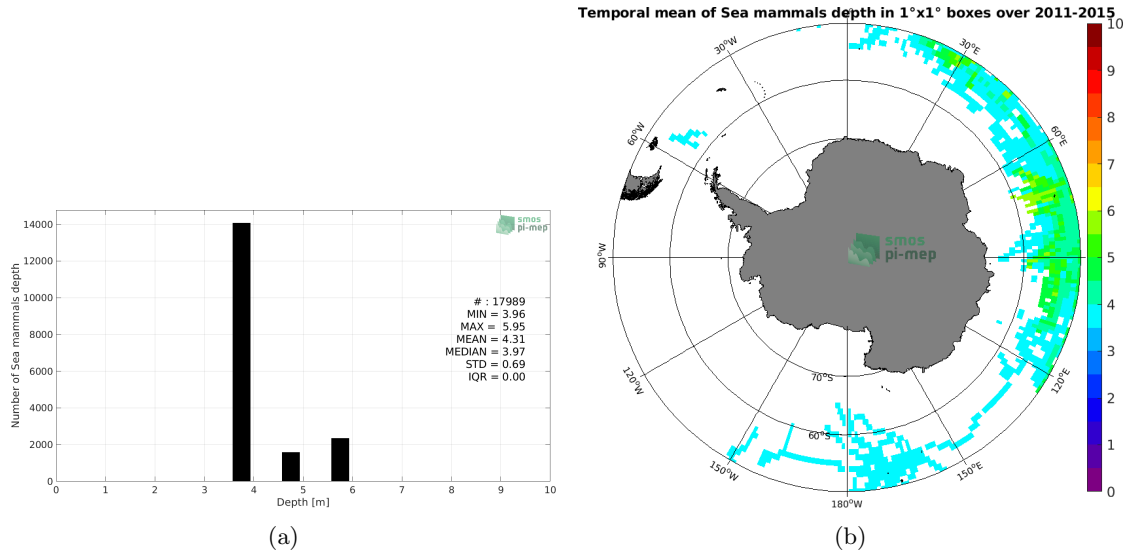 Number of Sea mammals depth
14000
12000
10000
8000
6000
4000
2000
0
0 1 2 3 4 5 6 7 8 9 10
Depth [m]
smos
pi-mep
# : 17989
MIN = 3.96
MAX = 5.95
MEAN = 4.31
MEDIAN = 3.97
STD = 0.69
IQR = 0.00
(a)
Temporal mean of Sea mammals depth in 1°x1° boxes over 2011-2015
30°W
30°E
60°W
60°E
90°W
smos
pi-mep
120°W
120°E
70°S
60°S
150°W
150°E
180°W
10
9
8
7
6
5
4
3
2
1
0
(b)